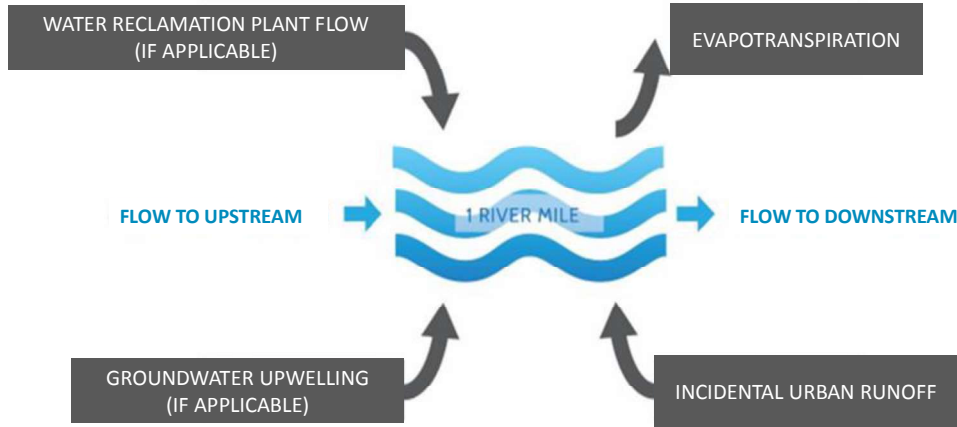 WATER RECLAMATION PLANT FLOW
(IF APPLICABLE)
EVAPOTRANSPIRATION
FLOW TO UPSTREAM
1 RIVER MILE
FLOW TO DOWNSTREAM
GROUNDWATER UPWELLING
(IF APPLICABLE)
INCIDENTAL URBAN RUNOFF